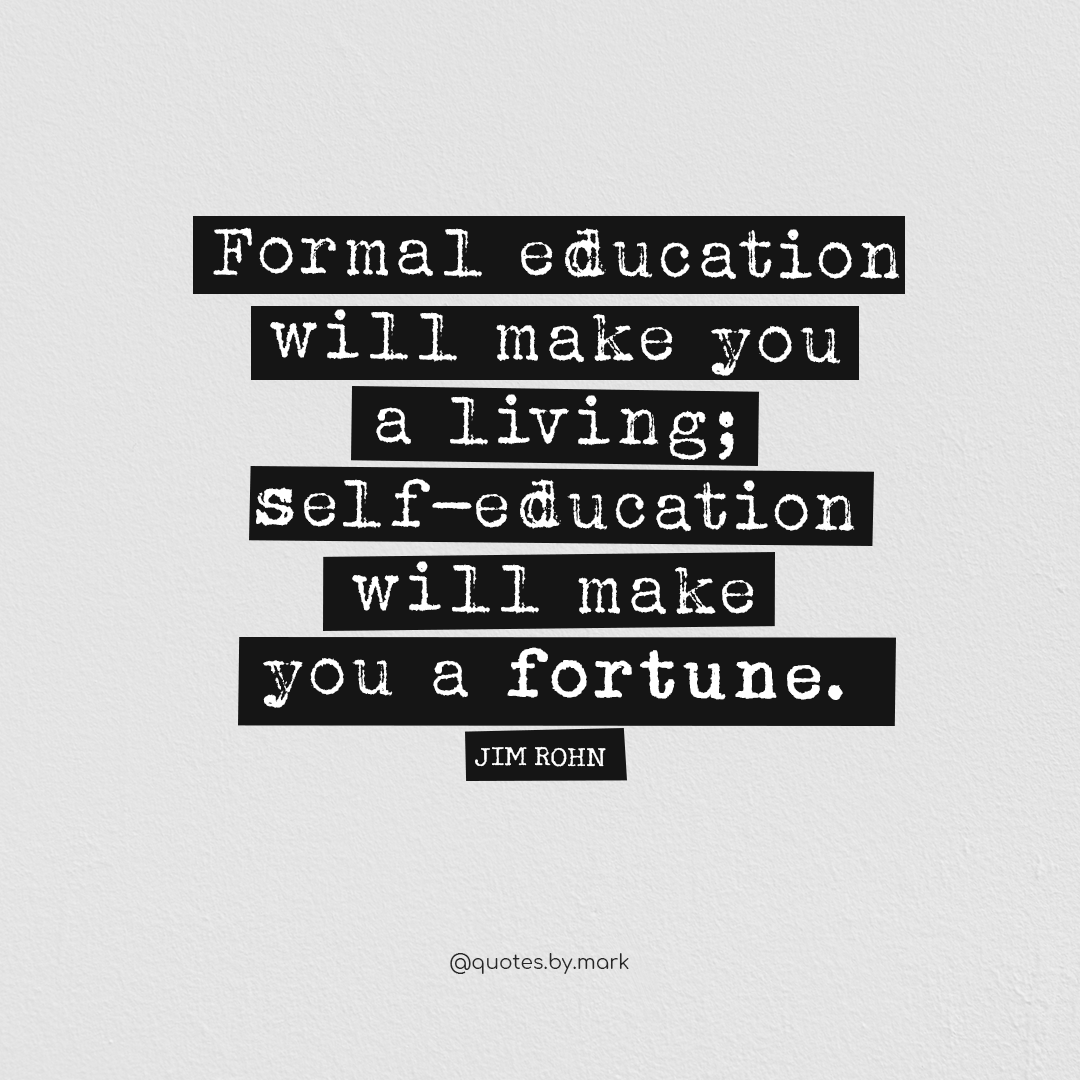 Formal education
will make you
a living;
self-education
will make
you a fortune.
JIM ROHN
@quotes.by.mark